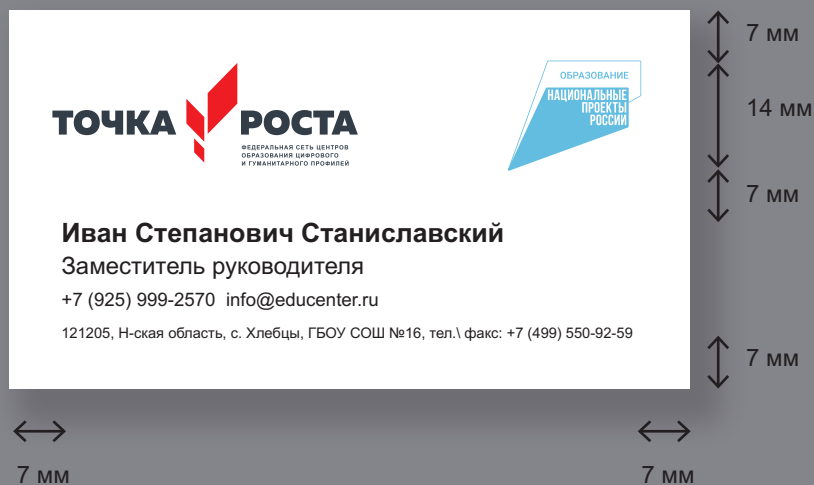 ТОЧКА РОСТА
ФЕДЕРАЛЬНАЯ СЕТЬ ЦЕНТРОВ
ОБРАЗОВАНИЯ ЦИФРОВОГО
И ГУМАНИТАРНОГО ПРОФИЛЕЙ
ОБРАЗОВАНИЕ
НАЦИОНАЛЬНЫЕ
ПРОЕКТЫ
РОССИИ
Иван Степанович Станиславский
Заместитель руководителя
+7 (925) 999-2570 info@educenter.ru
121205, Н-ская область, с. Хлебцы, ГБОУ СОШ №16, тел.\ факс: +7 (499) 550-92-59
7 мм
14 мм
7 мм
7 мм
7 мм
7 мм